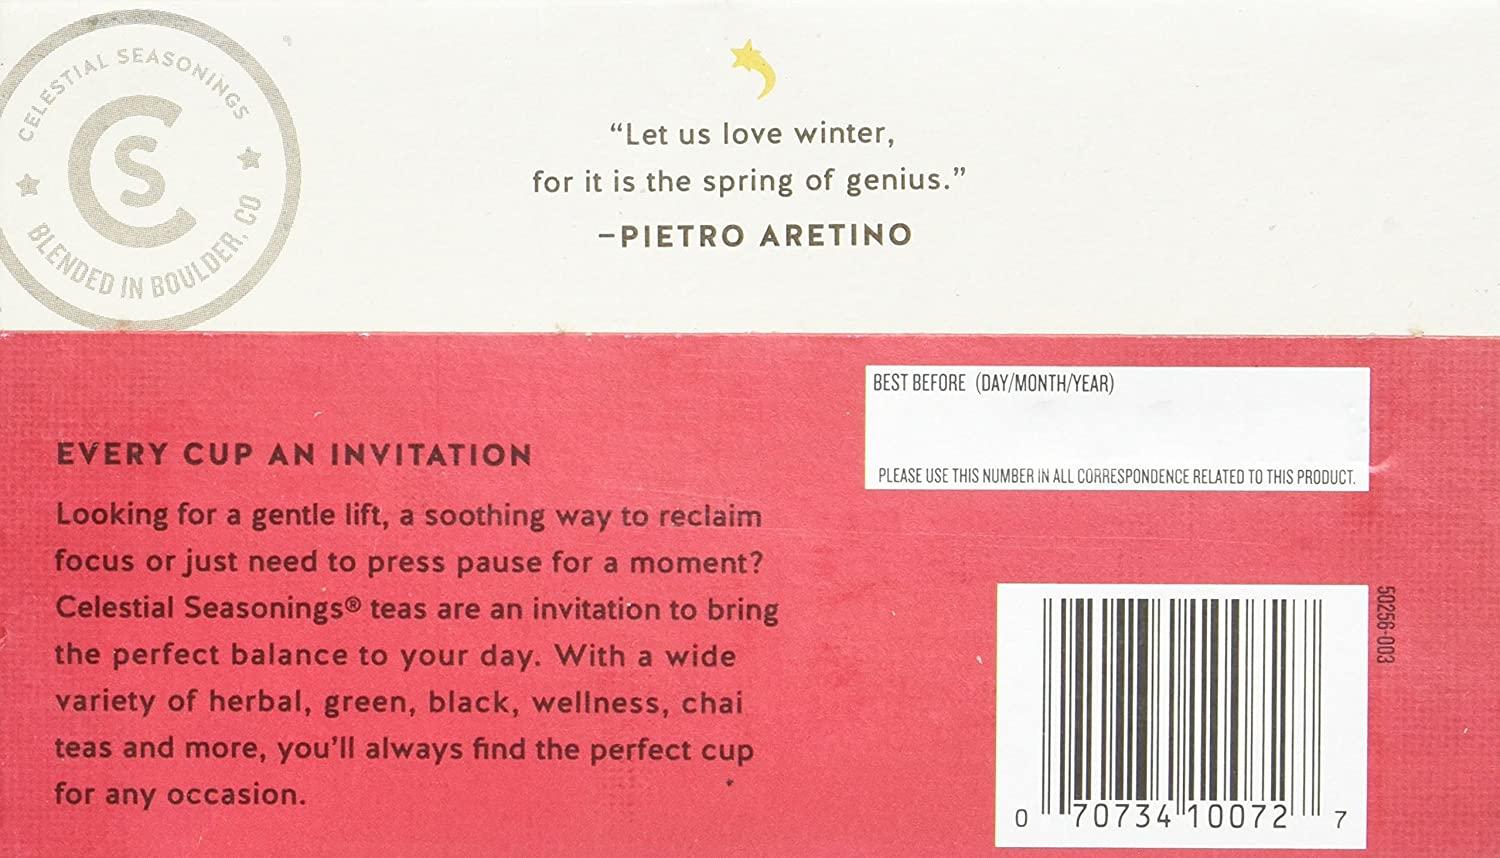 CELESTIAL SEASONINGS
CS
BLENDED IN BOULDER, CO
“Let us love winter,
for it is the spring of genius.”
–PIETRO ARETINO
BEST BEFORE (DAY/MONTH/YEAR)
PLEASE USE THIS NUMBER IN ALL CORRESPONDENCE RELATED TO THIS PRODUCT.
EVERY CUP AN INVITATION
Looking for a gentle lift, a soothing way to reclaim
focus or just need to press pause for a moment?
Celestial Seasonings® teas are an invitation to bring
the perfect balance to your day. With a wide
variety of herbal, green, black, wellness, chai
teas and more, you’ll always find the perfect cup
for any occasion.
50256-003
0 70734 10072 7